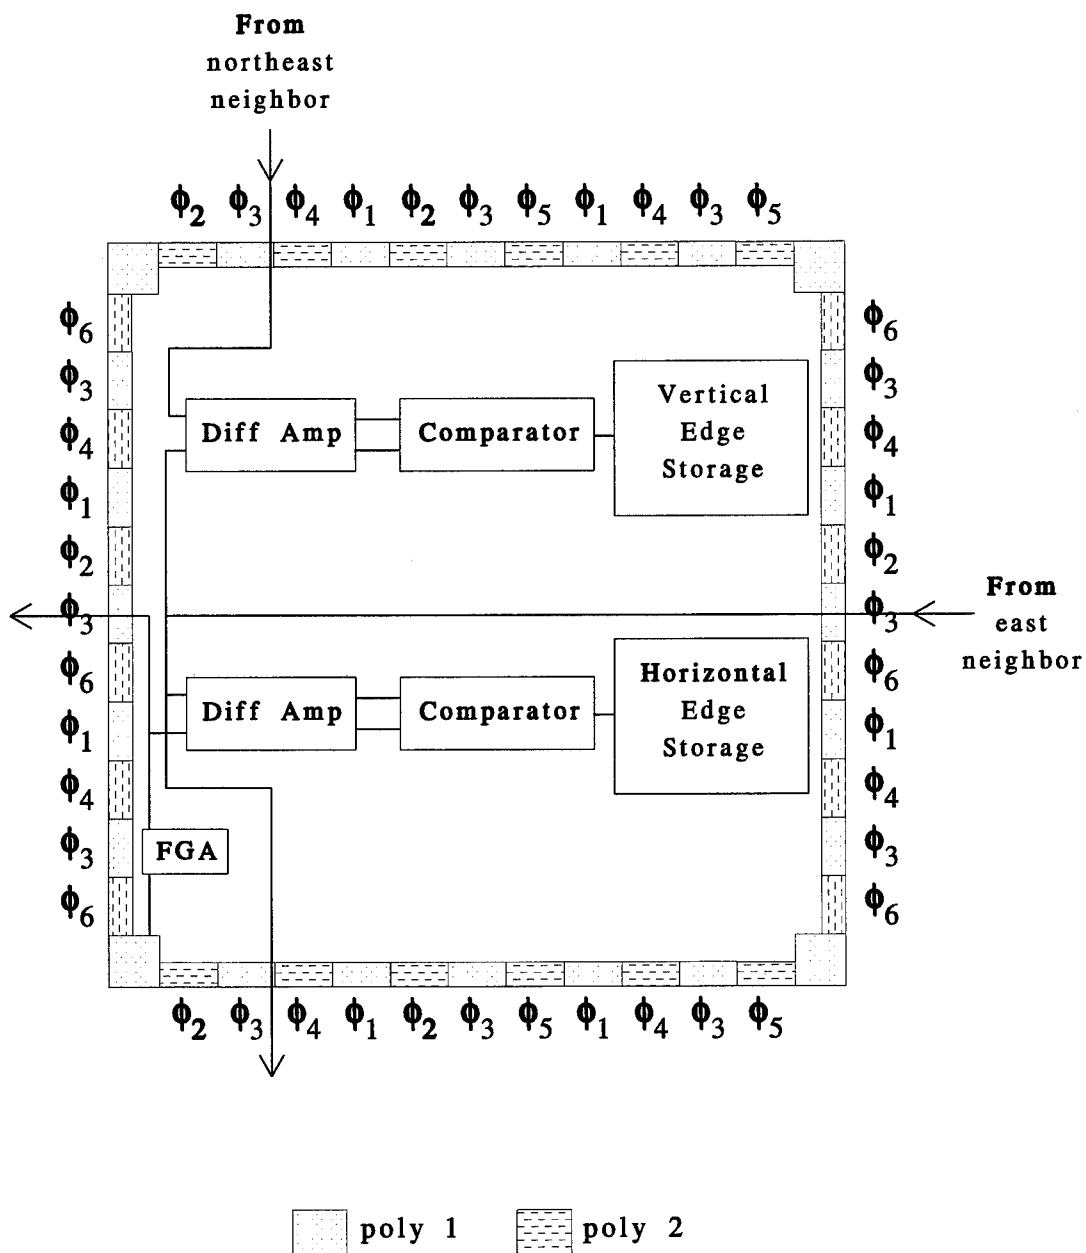 From
northeast
neighbor
ϕ2 ϕ3 ϕ4 ϕ1 ϕ2 ϕ3 ϕ5 ϕ1 ϕ4 ϕ3 ϕ5
ϕ6 ϕ6
ϕ3 ϕ3
Vertical
ϕ4 Diff Amp Comparator Edge ϕ4
Storage
ϕ1 ϕ1
ϕ2 ϕ2
ϕ3 ϕ3 From
east
neighbor
ϕ6 Horizontal ϕ6
ϕ1 Diff Amp Comparator Edge ϕ1
Storage
ϕ4 ϕ4
ϕ3 FGA ϕ3
ϕ6 ϕ6
ϕ2 ϕ3 ϕ4 ϕ1 ϕ2 ϕ3 ϕ5 ϕ1 ϕ4 ϕ3 ϕ5
poly 1 poly 2